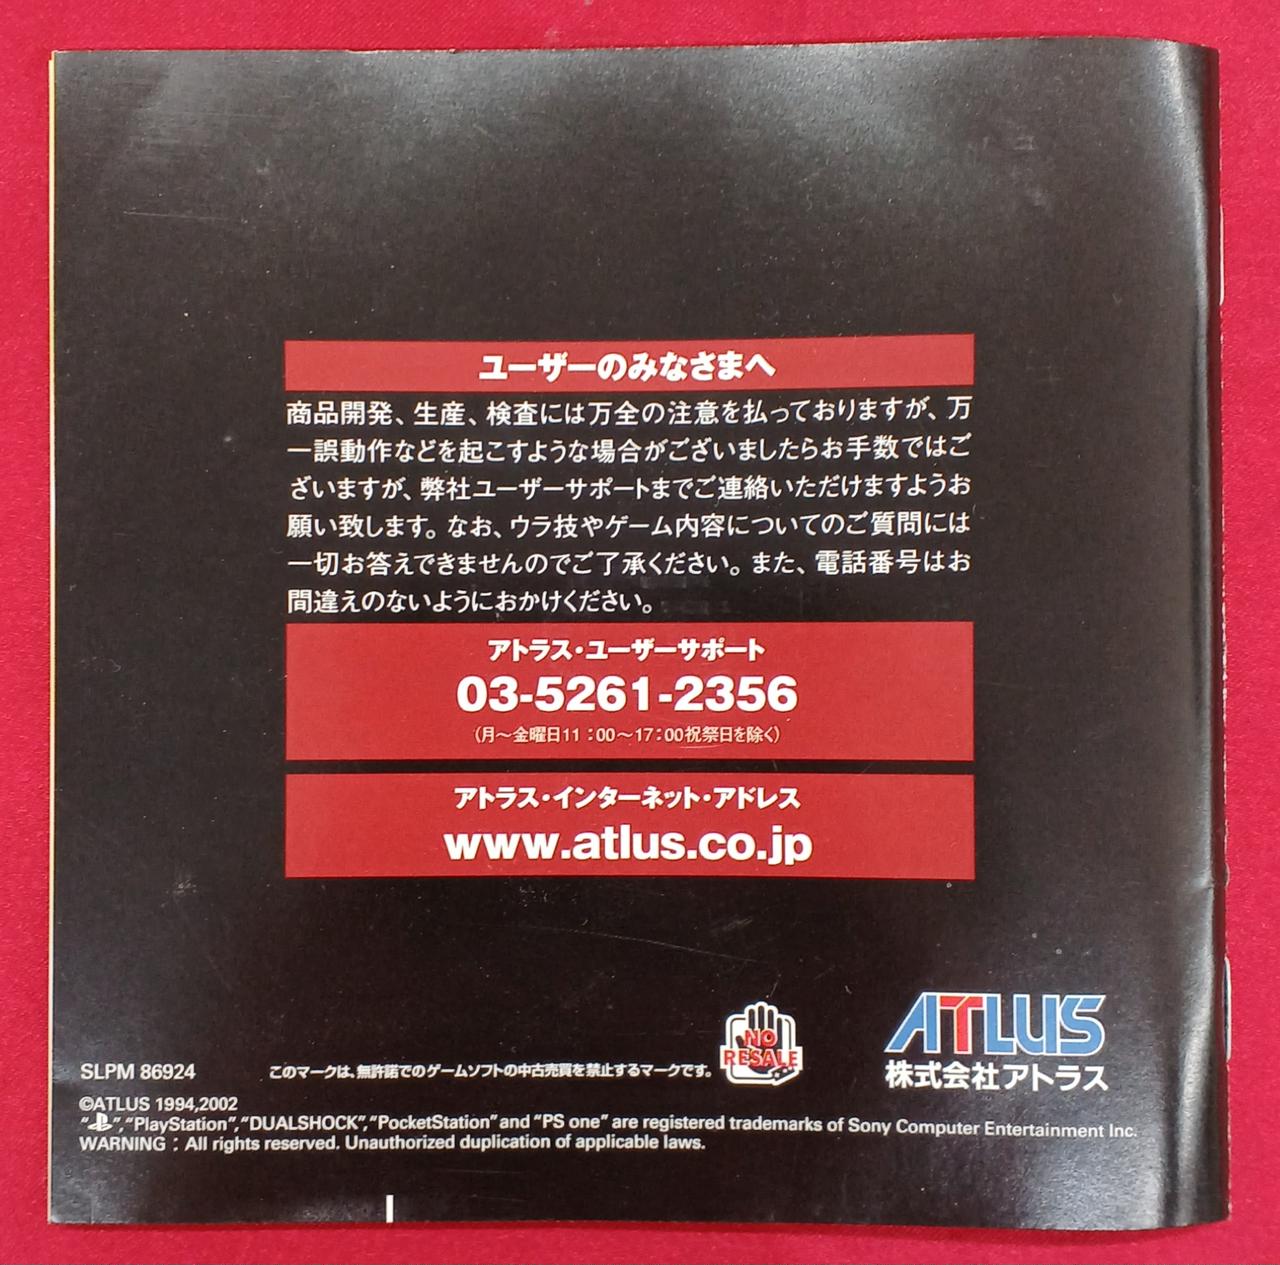 ユーザーのみなさまへ
商品開発、生産、検査には万全の注意を払っておりますが、万
一誤動作などを起こすような場合がございましたらお手数ではご
ざいますが、弊社ユーザーサポートまでご連絡いただけますようお
願い致します。なお、ウラ技やゲーム内容についてのご質問には
一切お答えできませんのでご了承ください。また、電話番号はお
間違えのないようにおかけください。
アトラス・ユーザーサポート
03-5261-2356
(月〜金曜日11:00〜17:00祝祭日を除く)
アトラス・インターネット・アドレス
www.atlus.co.jp
NO
RESALE
ATLUS
株式会社アトラス
SLPM 86924
このマークは、無許諾でのゲームソフトの中古売買を禁止するマークです。
©ATLUS 1994,2002
" ","PlayStation","DUALSHOCK","PocketStation"and "PS one" are registered trademarks of Sony Computer Entertainment Inc.
WARNING : All rights reserved. Unauthorized duplication of applicable laws.